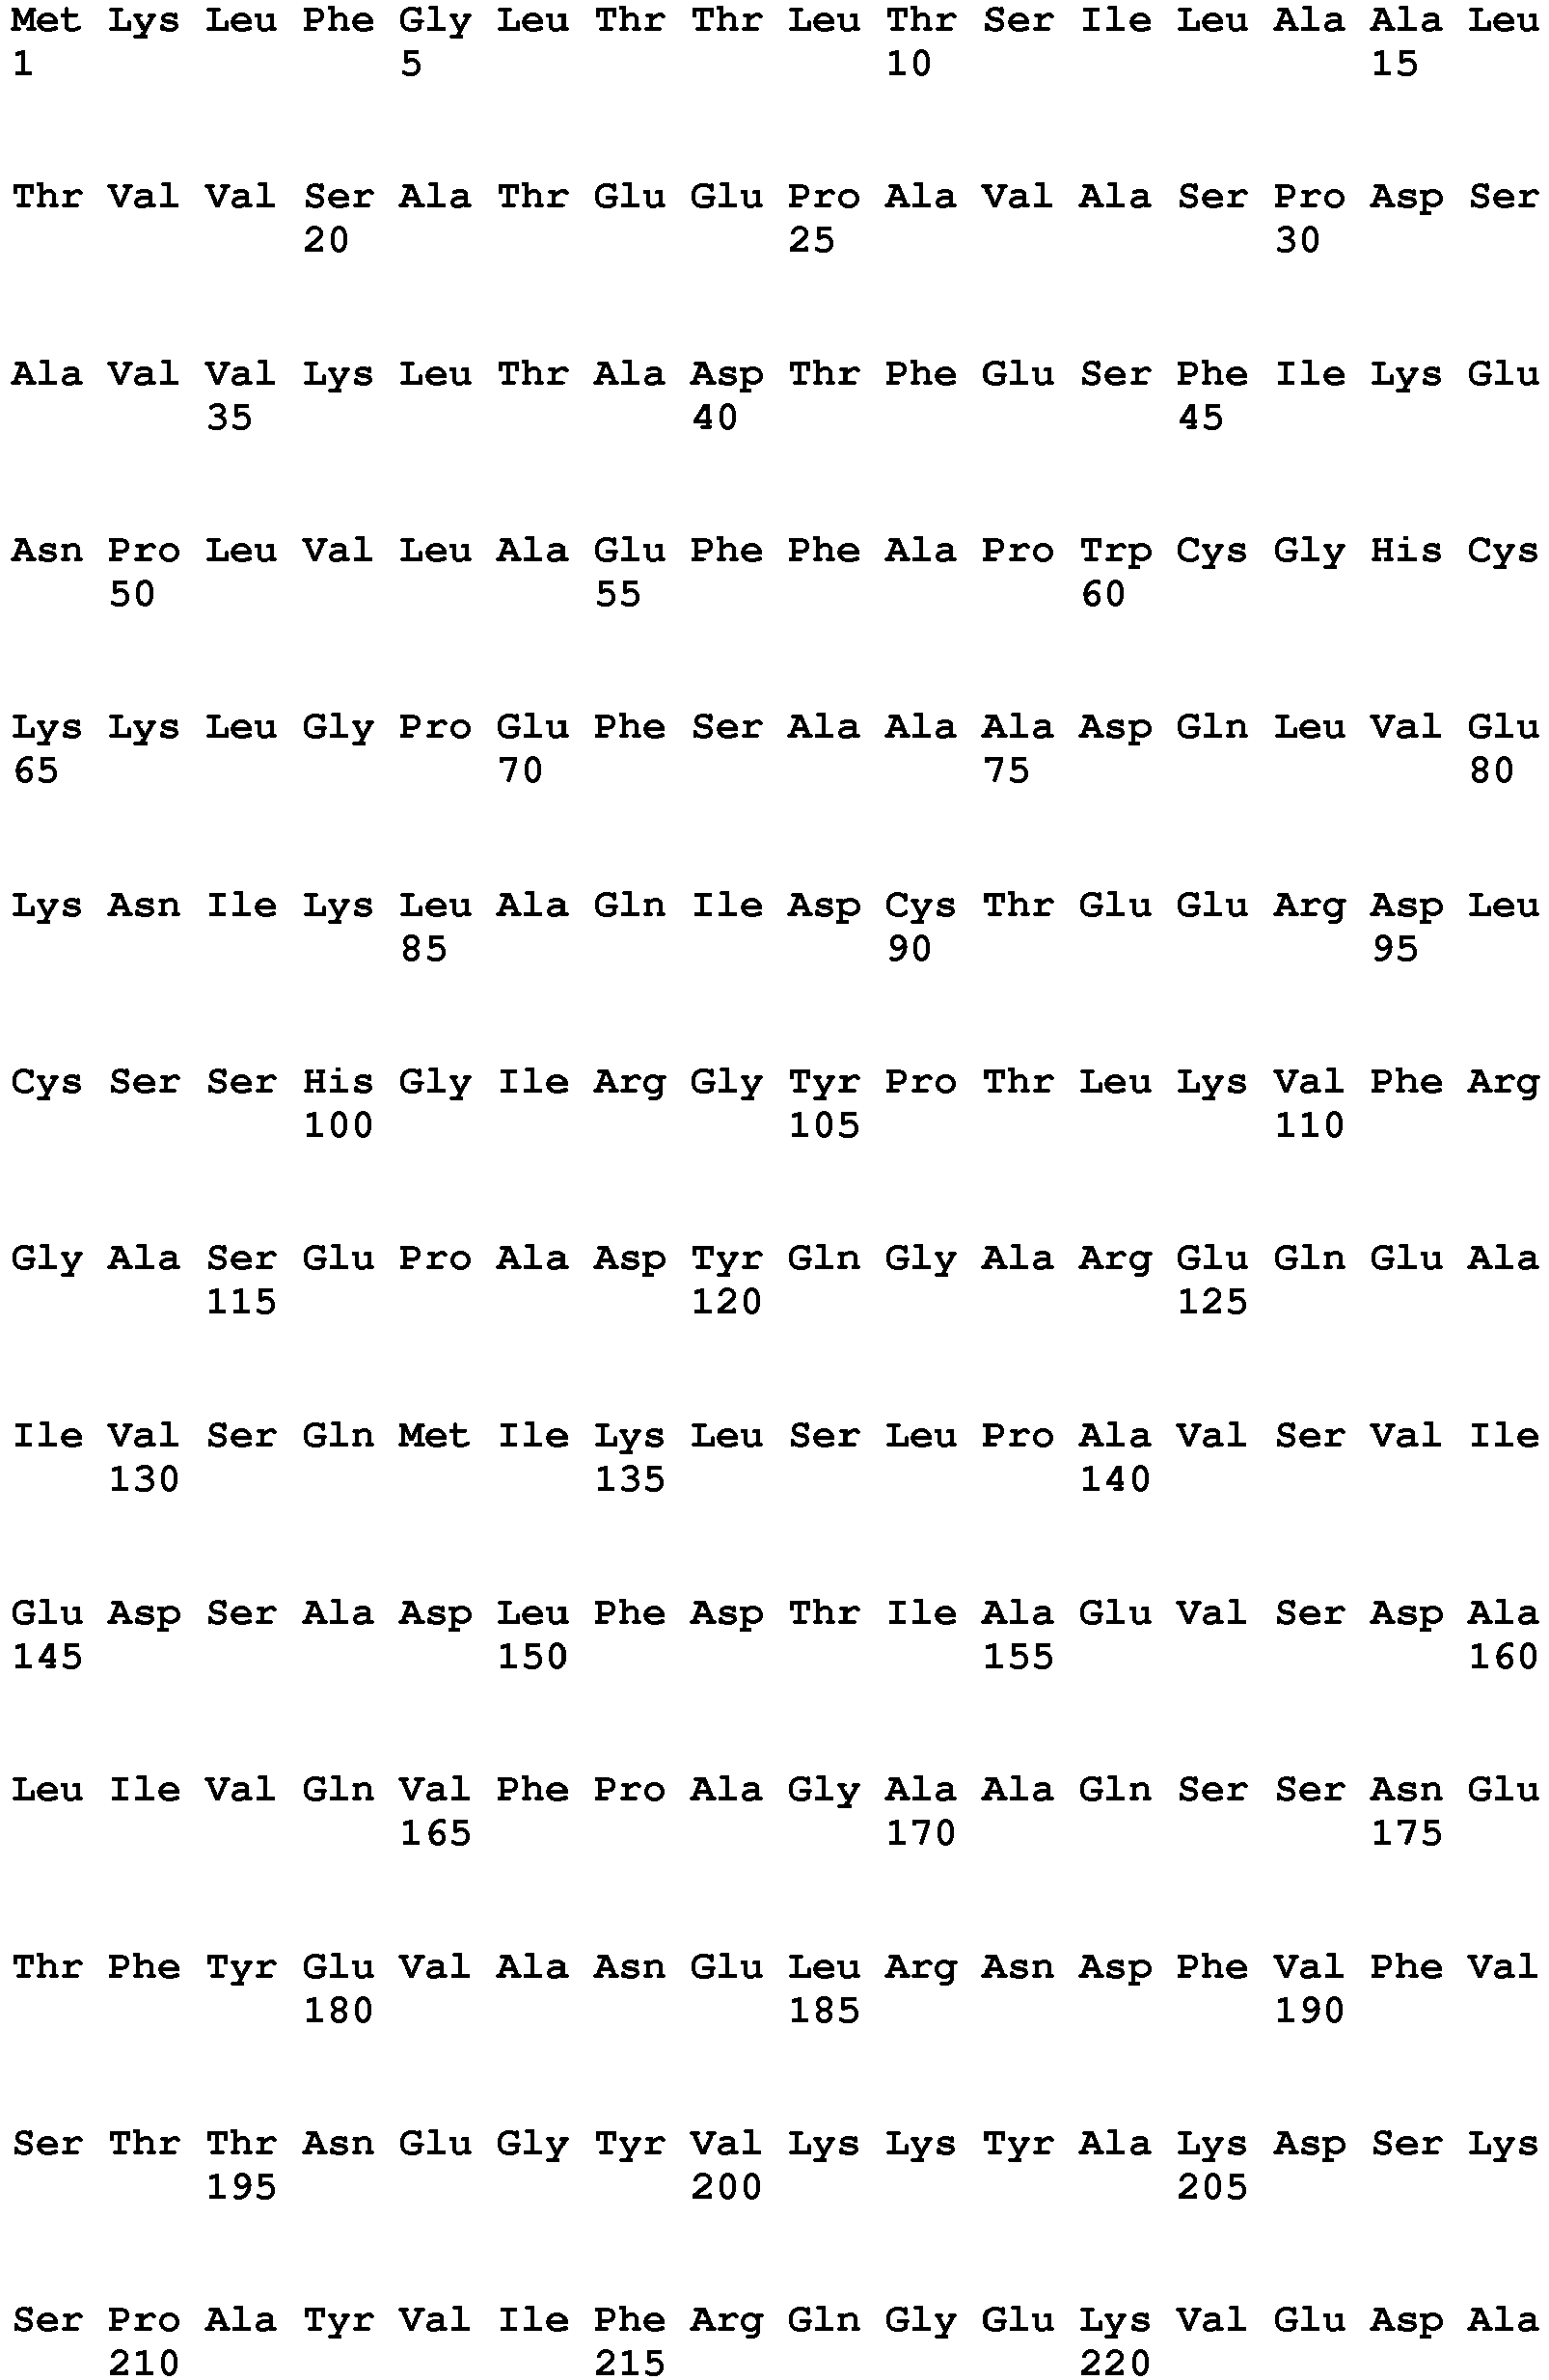 Met Lys Leu Phe Gly Leu Thr Thr Leu Thr Ser Ile Leu Ala Ala Leu
1 5 10 15
Thr Val Val Ser Ala Thr Glu Glu Pro Ala Val Ala Ser Pro Asp Ser
20 25 30
Ala Val Val Lys Leu Thr Ala Asp Thr Phe Glu Ser Phe Ile Lys Glu
35 40 45
Asn Pro Leu Val Leu Ala Glu Phe Phe Ala Pro Trp Cys Gly His Cys
50 55 60
Lys Lys Leu Gly Pro Glu Phe Ser Ala Ala Ala Asp Gln Leu Val Glu
65 70 75 80
Lys Asn Ile Lys Leu Ala Gln Ile Asp Cys Thr Glu Glu Arg Asp Leu
85 90 95
Cys Ser Ser His Gly Ile Arg Gly Tyr Pro Thr Leu Lys Val Phe Arg
100 105 110
Gly Ala Ser Glu Pro Ala Asp Tyr Gln Gly Ala Arg Glu Gln Glu Ala
115 120 125
Ile Val Ser Gln Met Ile Lys Leu Ser Leu Pro Ala Val Ser Val Ile
130 135 140
Glu Asp Ser Ala Asp Leu Phe Asp Thr Ile Ala Glu Val Ser Asp Ala
145 150 155 160
Leu Ile Val Gln Val Phe Pro Ala Gly Ala Ala Gln Ser Ser Asn Glu
165 170 175
Thr Phe Tyr Glu Val Ala Asn Glu Leu Arg Asn Asp Phe Val Phe Val
180 185 190
Ser Thr Thr Asn Glu Gly Tyr Val Lys Lys Tyr Ala Lys Asp Ser Lys
195 200 205
Ser Pro Ala Tyr Val Ile Phe Arg Gln Gly Glu Lys Val Glu Asp Ala
210 215 220